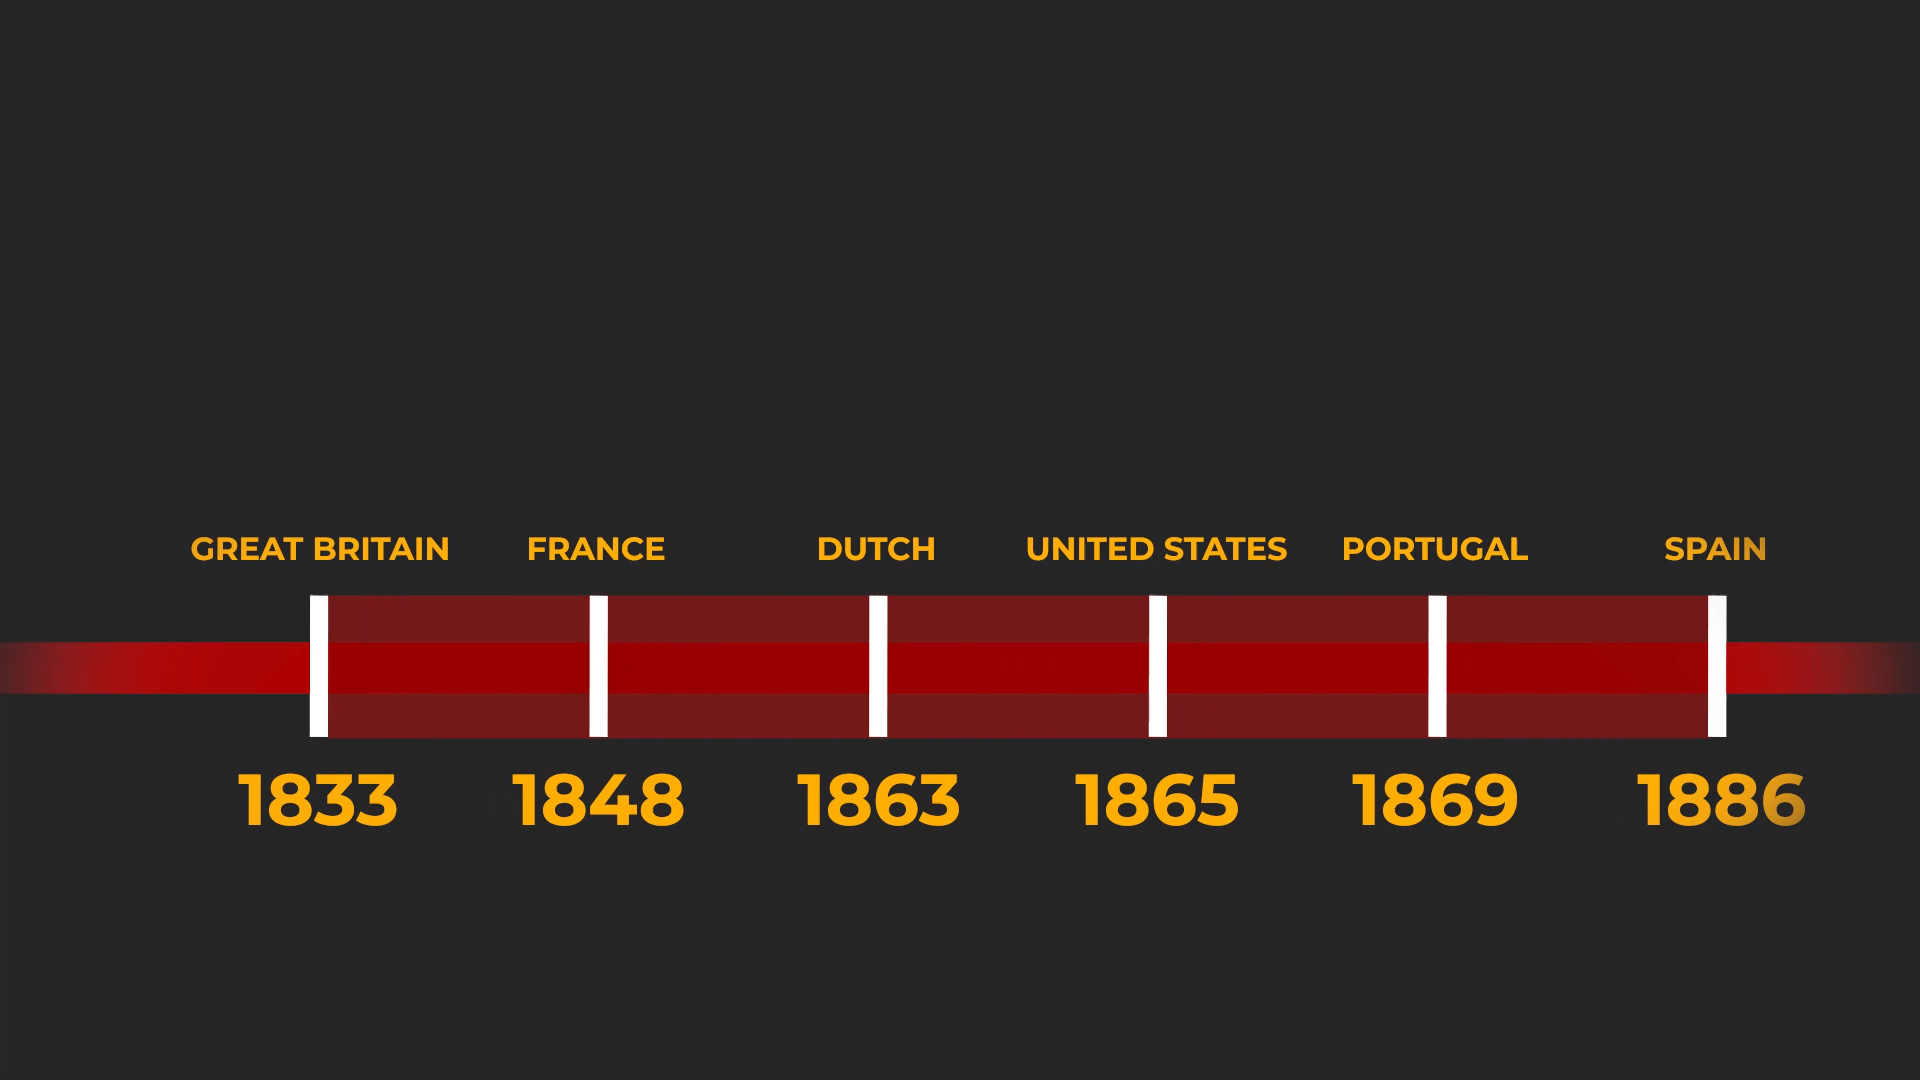 GREAT BRITAIN FRANCE DUTCH UNITED STATES PORTUGAL SPAIN
1833 1848 1863 1865 1869 1886